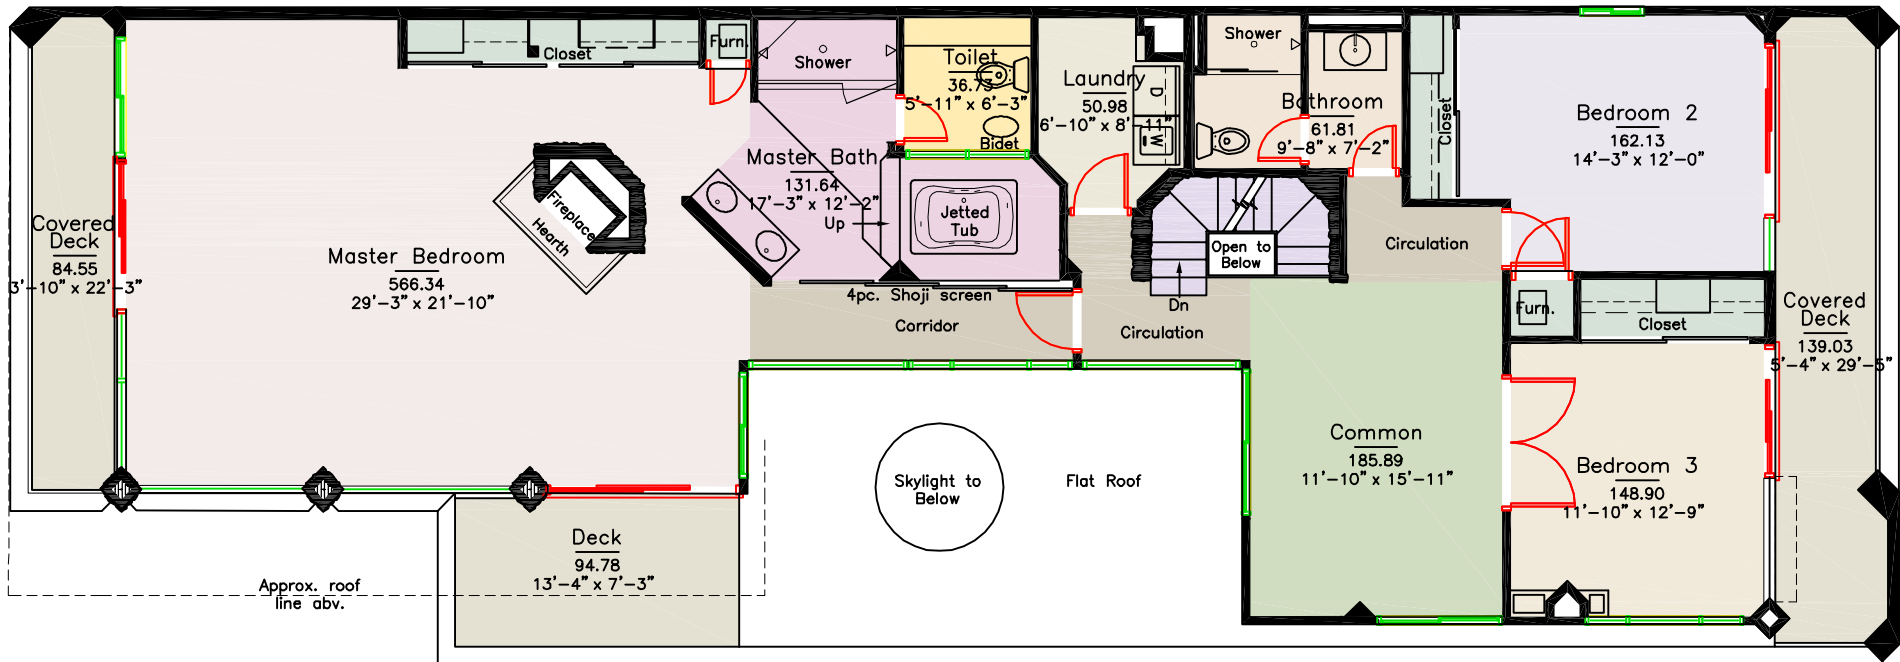 Covered
Deck
84.55
3'-10" x 22'-3"
Master Bedroom
566.34
29'-3" x 21'-10"
Closet
Furn.
Fireplace
Hearth
Shower
Master Bath
131.64
17'-3" x 12'-2"
Up
Toilet
36.73
5'-11" x 6'-3"
Bidet
Jetted
Tub
4pc. Shoji screen
Corridor
Laundry
50.98
6'-10" x 8'-11"
D
W
Shower
Bathroom
61.81
9'-8" x 7'-2"
Open to
Below
Dn
Circulation
Circulation
Closet
Bedroom 2
162.13
14'-3" x 12'-0"
Furn.
Closet
Covered
Deck
139.03
5'-4" x 29'-5"
Common
185.89
11'-10" x 15'-11"
Bedroom 3
148.90
11'-10" x 12'-9"
Skylight to
Below
Flat Roof
Deck
94.78
13'-4" x 7'-3"
Approx. roof
line abv.